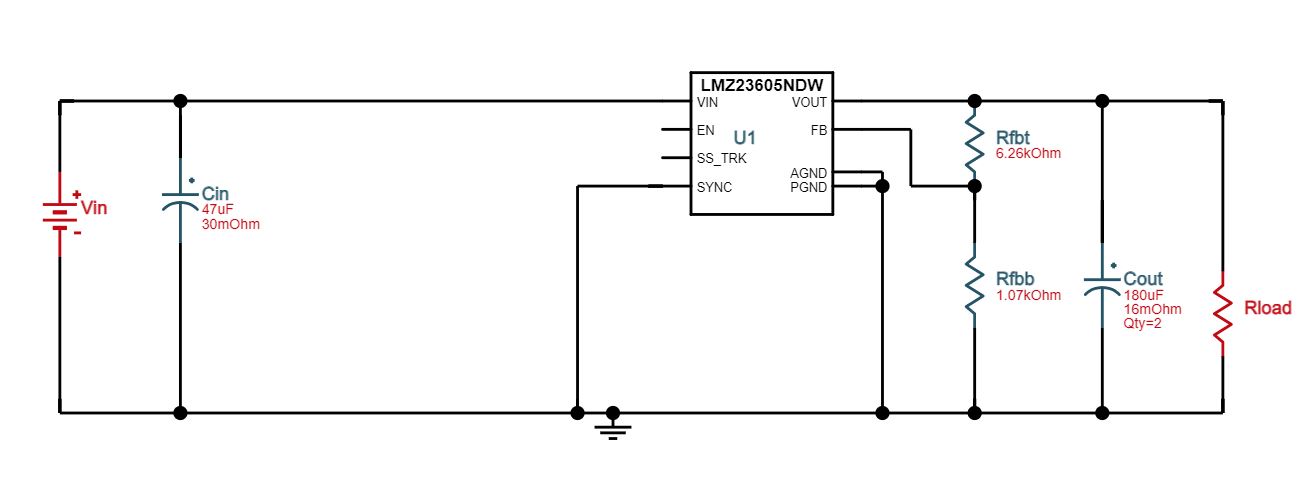 LMZ23605NDW
VIN
VOUT
EN
U1
FB
SS_TRK
AGND
SYNC
PGND
+
Vin
-
Cin
47uF
30mOhm
Rfbt
6.26kOhm
Rfbb
1.07kOhm
Cout
180uF
16mOhm
Qty=2
Rload